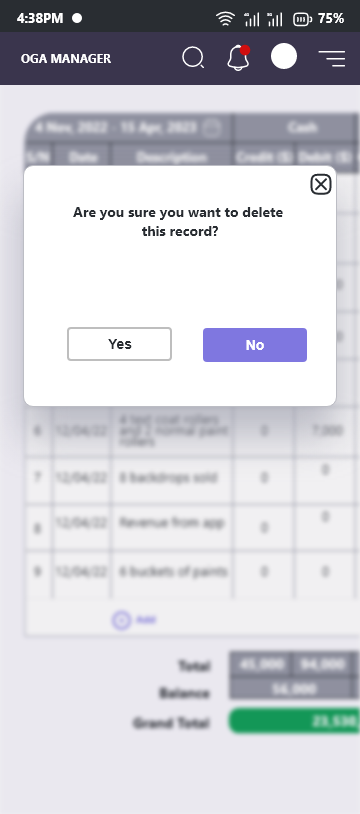 4:38PM
75%
OGA MANAGER
4 Nov, 2022 - 15 Apr, 2023
Cash
S/N Date Description Credit ($) Debit ($)
Are you sure you want to delete
this record?
Yes No
6 12/04/22 4 text coat rollers and 2 normal paint rollers 0 7,000
7 12/04/22 8 backdrops sold 0 0
8 12/04/22 Revenue from app 0 0
9 12/04/22 6 buckets of paints 0 0
Add
Total 45,000 94,000
Balance
Grand Total